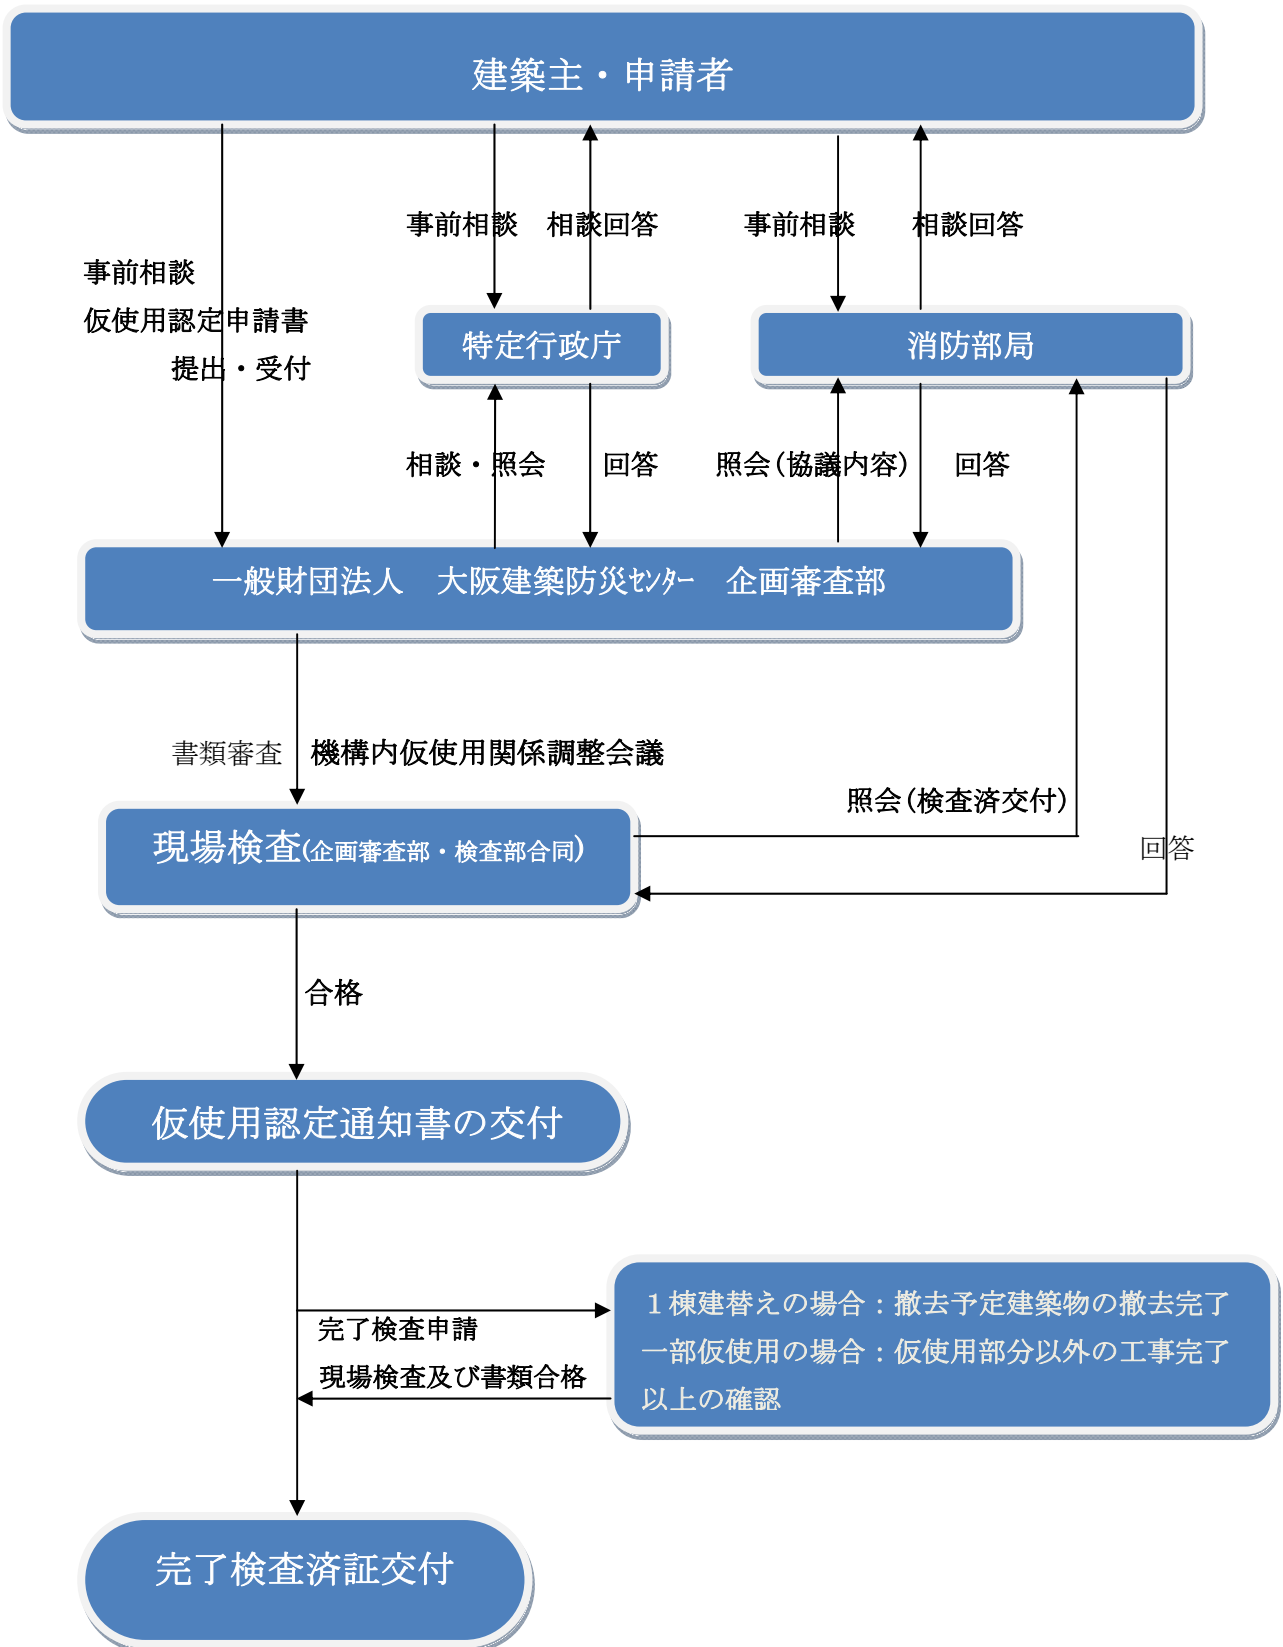 建築主・申請者
事前相談
相談回答
事前相談
相談回答
事前相談
仮使用認定申請書
提出・受付
特定行政庁
消防部局
相談・照会
回答
照会(協議内容)
回答
一般財団法人　大阪建築防災ｾﾝﾀｰ　企画審査部
書類審査
機構内仮使用関係調整会議
照会(検査済交付)
現場検査(企画審査部・検査部合同)
回答
合格
仮使用認定通知書の交付
完了検査申請
現場検査及び書類合格
１棟建替えの場合：撤去予定建築物の撤去完了
一部仮使用の場合：仮使用部分以外の工事完了
以上の確認
完了検査済証交付